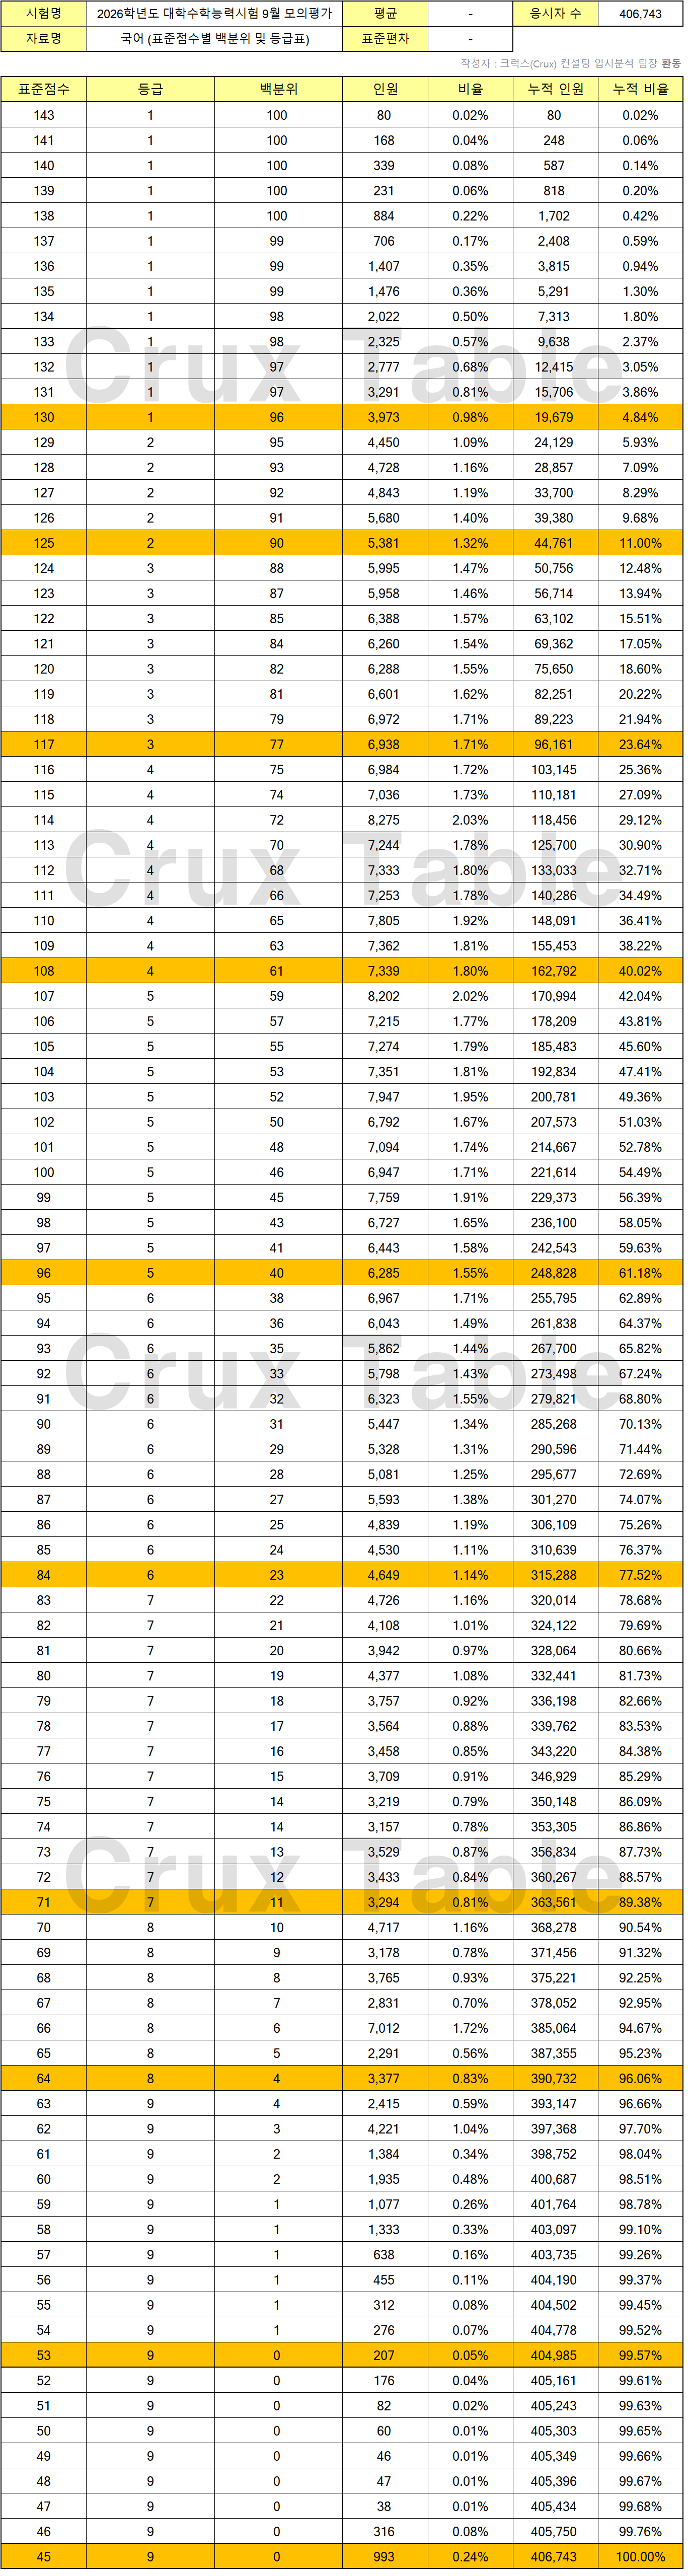 시험명 2026학년도 대학수학능력시험 9월 모의평가 평균 - 응시자 수 406,743
자료명 국어 (표준점수별 백분위 및 등급표) 표준편차 -
작성자 : 크럭스(Crux) 컨설팅 입시분석 팀장 환동
표준점수 등급 백분위 인원 비율 누적 인원 누적 비율
143 1 100 80 0.02% 80 0.02%
141 1 100 168 0.04% 248 0.06%
140 1 100 339 0.08% 587 0.14%
139 1 100 231 0.06% 818 0.20%
138 1 100 884 0.22% 1,702 0.42%
137 1 99 706 0.17% 2,408 0.59%
136 1 99 1,407 0.35% 3,815 0.94%
135 1 99 1,476 0.36% 5,291 1.30%
134 1 98 2,022 0.50% 7,313 1.80%
133 1 98 2,325 0.57% 9,638 2.37%
132 1 97 2,777 0.68% 12,415 3.05%
131 1 97 3,291 0.81% 15,706 3.86%
130 1 96 3,973 0.98% 19,679 4.84%
129 2 95 4,450 1.09% 24,129 5.93%
128 2 93 4,728 1.16% 28,857 7.09%
127 2 92 4,843 1.19% 33,700 8.29%
126 2 91 5,680 1.40% 39,380 9.68%
125 2 90 5,381 1.32% 44,761 11.00%
124 3 88 5,995 1.47% 50,756 12.48%
123 3 87 5,958 1.46% 56,714 13.94%
122 3 85 6,388 1.57% 63,102 15.51%
121 3 84 6,260 1.54% 69,362 17.05%
120 3 82 6,288 1.55% 75,650 18.60%
119 3 81 6,601 1.62% 82,251 20.22%
118 3 79 6,972 1.71% 89,223 21.94%
117 3 77 6,938 1.71% 96,161 23.64%
116 4 75 6,984 1.72% 103,145 25.36%
115 4 74 7,036 1.73% 110,181 27.09%
114 4 72 8,275 2.03% 118,456 29.12%
113 4 70 7,244 1.78% 125,700 30.90%
112 4 68 7,333 1.80% 133,033 32.71%
111 4 66 7,253 1.78% 140,286 34.49%
110 4 65 7,805 1.92% 148,091 36.41%
109 4 63 7,362 1.81% 155,453 38.22%
108 4 61 7,339 1.80% 162,792 40.02%
107 5 59 8,202 2.02% 170,994 42.04%
106 5 57 7,215 1.77% 178,209 43.81%
105 5 55 7,274 1.79% 185,483 45.60%
104 5 53 7,351 1.81% 192,834 47.41%
103 5 52 7,947 1.95% 200,781 49.36%
102 5 50 6,792 1.67% 207,573 51.03%
101 5 48 7,094 1.74% 214,667 52.78%
100 5 46 6,947 1.71% 221,614 54.49%
99 5 45 7,759 1.91% 229,373 56.39%
98 5 43 6,727 1.65% 236,100 58.05%
97 5 41 6,443 1.58% 242,543 59.63%
96 5 40 6,285 1.55% 248,828 61.18%
95 6 38 6,967 1.71% 255,795 62.89%
94 6 36 6,043 1.49% 261,838 64.37%
93 6 35 5,862 1.44% 267,700 65.82%
92 6 33 5,798 1.43% 273,498 67.24%
91 6 32 6,323 1.55% 279,821 68.80%
90 6 31 5,447 1.34% 285,268 70.13%
89 6 29 5,328 1.31% 290,596 71.44%
88 6 28 5,081 1.25% 295,677 72.69%
87 6 27 5,593 1.38% 301,270 74.07%
86 6 25 4,839 1.19% 306,109 75.26%
85 6 24 4,530 1.11% 310,639 76.37%
84 6 23 4,649 1.14% 315,288 77.52%
83 7 22 4,726 1.16% 320,014 78.68%
82 7 21 4,108 1.01% 324,122 79.69%
81 7 20 3,942 0.97% 328,064 80.66%
80 7 19 4,377 1.08% 332,441 81.73%
79 7 18 3,757 0.92% 336,198 82.66%
78 7 17 3,564 0.88% 339,762 83.53%
77 7 16 3,458 0.85% 343,220 84.38%
76 7 15 3,709 0.91% 346,929 85.29%
75 7 14 3,219 0.79% 350,148 86.09%
74 7 14 3,157 0.78% 353,305 86.86%
73 7 13 3,529 0.87% 356,834 87.73%
72 7 12 3,433 0.84% 360,267 88.57%
71 7 11 3,294 0.81% 363,561 89.38%
70 8 10 4,717 1.16% 368,278 90.54%
69 8 9 3,178 0.78% 371,456 91.32%
68 8 8 3,765 0.93% 375,221 92.25%
67 8 7 2,831 0.70% 378,052 92.95%
66 8 6 7,012 1.72% 385,064 94.67%
65 8 5 2,291 0.56% 387,355 95.23%
64 8 4 3,377 0.83% 390,732 96.06%
63 9 4 2,415 0.59% 393,147 96.66%
62 9 3 4,221 1.04% 397,368 97.70%
61 9 2 1,384 0.34% 398,752 98.04%
60 9 2 1,935 0.48% 400,687 98.51%
59 9 1 1,077 0.26% 401,764 98.78%
58 9 1 1,333 0.33% 403,097 99.10%
57 9 1 638 0.16% 403,735 99.26%
56 9 1 455 0.11% 404,190 99.37%
55 9 1 312 0.08% 404,502 99.45%
54 9 1 276 0.07% 404,778 99.52%
53 9 0 207 0.05% 404,985 99.57%
52 9 0 176 0.04% 405,161 99.61%
51 9 0 82 0.02% 405,243 99.63%
50 9 0 60 0.01% 405,303 99.65%
49 9 0 46 0.01% 405,349 99.66%
48 9 0 47 0.01% 405,396 99.67%
47 9 0 38 0.01% 405,434 99.68%
46 9 0 316 0.08% 405,750 99.76%
45 9 0 993 0.24% 406,743 100.00%
Crux Table
Crux Table
Crux Table
Crux Table